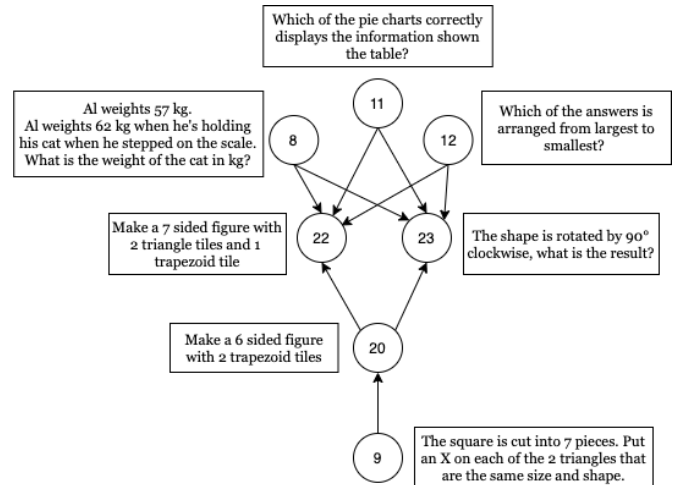 Which of the pie charts correctly
displays the information shown
the table?
11
Al weights 57 kg.
Al weights 62 kg when he's holding
his cat when he stepped on the scale.
What is the weight of the cat in kg?
8
12
Which of the answers is
arranged from largest to
smallest?
Make a 7 sided figure with
2 triangle tiles and 1
trapezoid tile
22
23
The shape is rotated by 90°
clockwise, what is the result?
Make a 6 sided figure
with 2 trapezoid tiles
20
9
The square is cut into 7 pieces. Put
an X on each of the 2 triangles that
are the same size and shape.